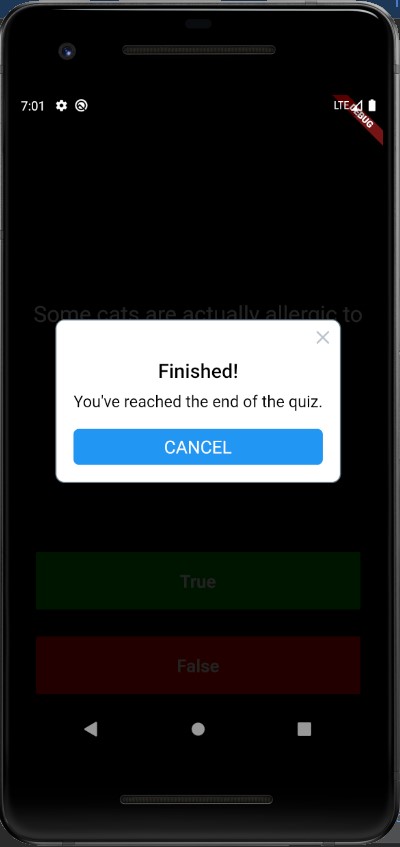 7:01
LTE
DEBUG
Some cats are actually allergic to
Finished!
You've reached the end of the quiz.
CANCEL
True
False